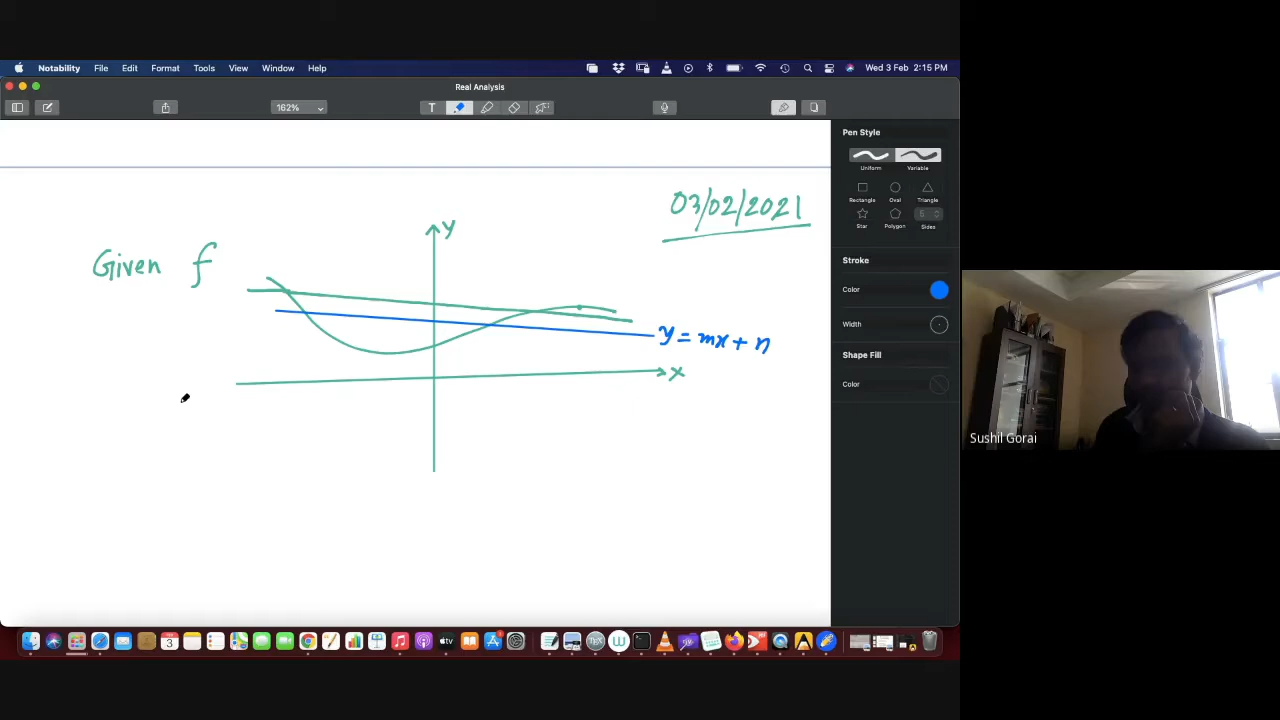 Notability File Edit Format Tools View Window Help Wed 3 Feb 2:15 PM
Real Analysis
162% T
Pen Style
Uniform Variable
Rectangle Oval Triangle
Star Polygon Sides
Stroke
Color
Width
Shape Fill
Color
03/02/2021
Given f
Y
y = mx + n
X
Sushil Gorai